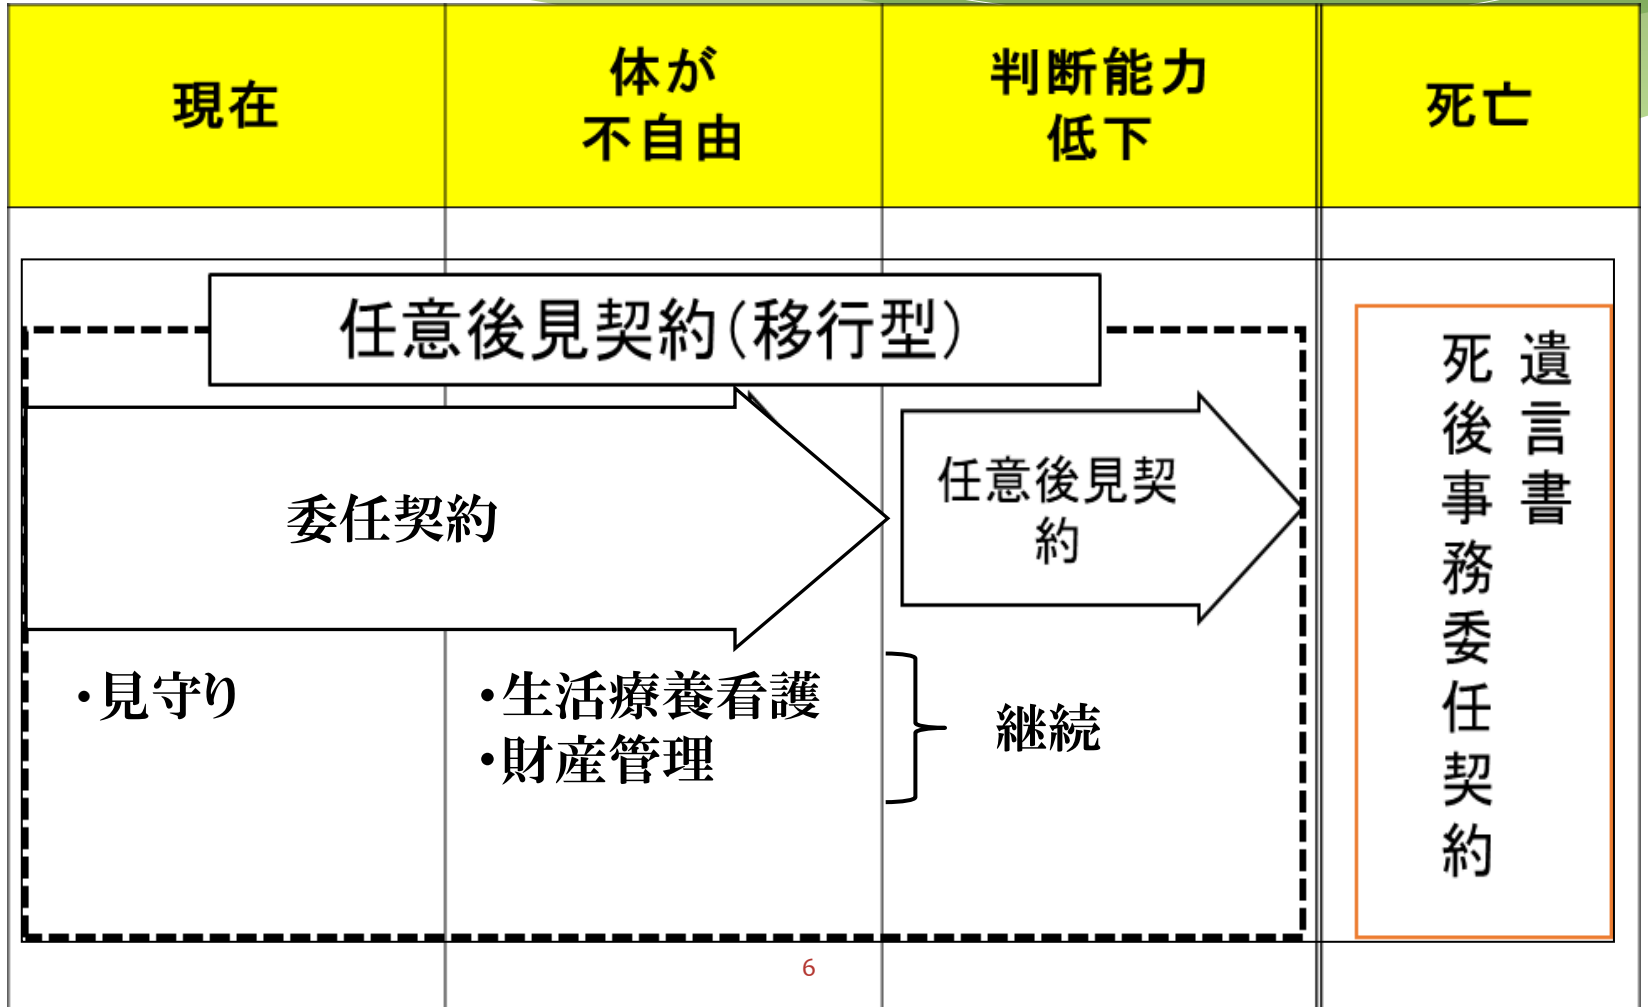 現在
体が
不自由
判断能力
低下
死亡
任意後見契約（移行型）
委任契約
任意後見契
約
・見守り
・生活療養看護
・財産管理
継続
遺言書
死後事務委任契約
6